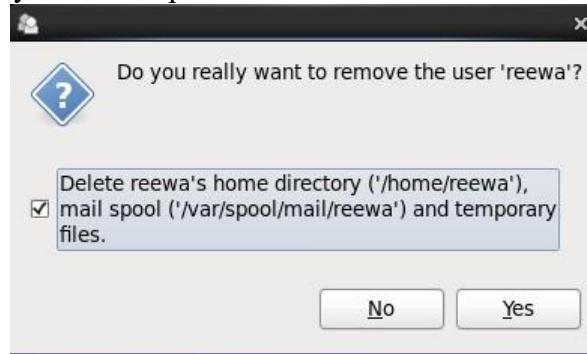 Do you really want to remove the user 'reewa'?
Delete reewa's home directory ('/home/reewa'),
mail spool ('/var/spool/mail/reewa') and temporary
files.
No Yes